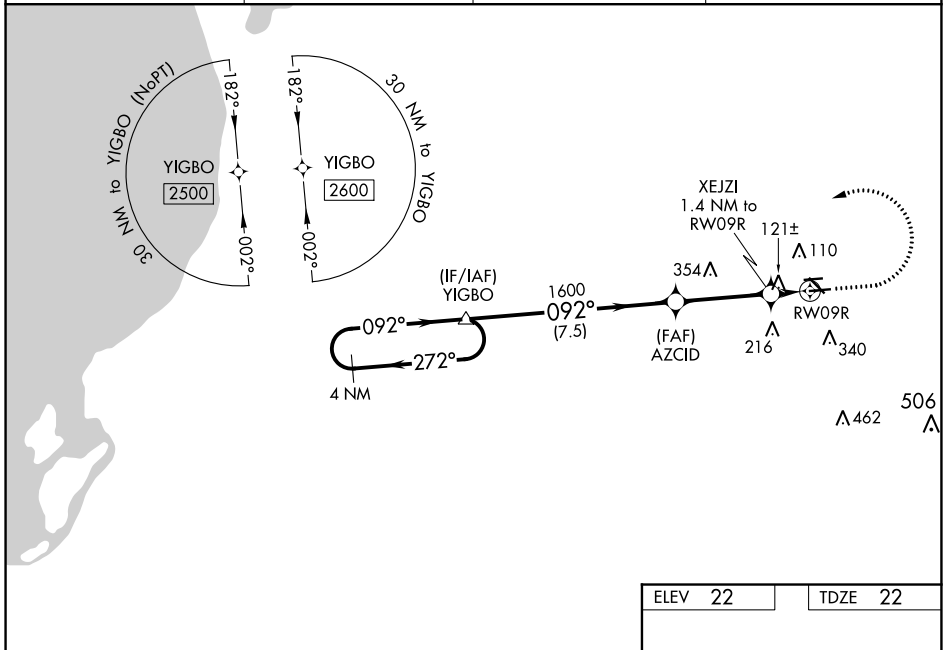 30 NM to YIGBO (NoPT)
182°
YIGBO
2500
002°
182°
YIGBO
2600
002°
30 NM to YIGBO
XEJZI
1.4 NM to
RW09R
121±
110
354
(IF/IAF)
YIGBO
1600
092°
(7.5)
(FAF)
AZCID
RW09R
216
340
092°
272°
4 NM
462
506
ELEV 22
TDZE 22